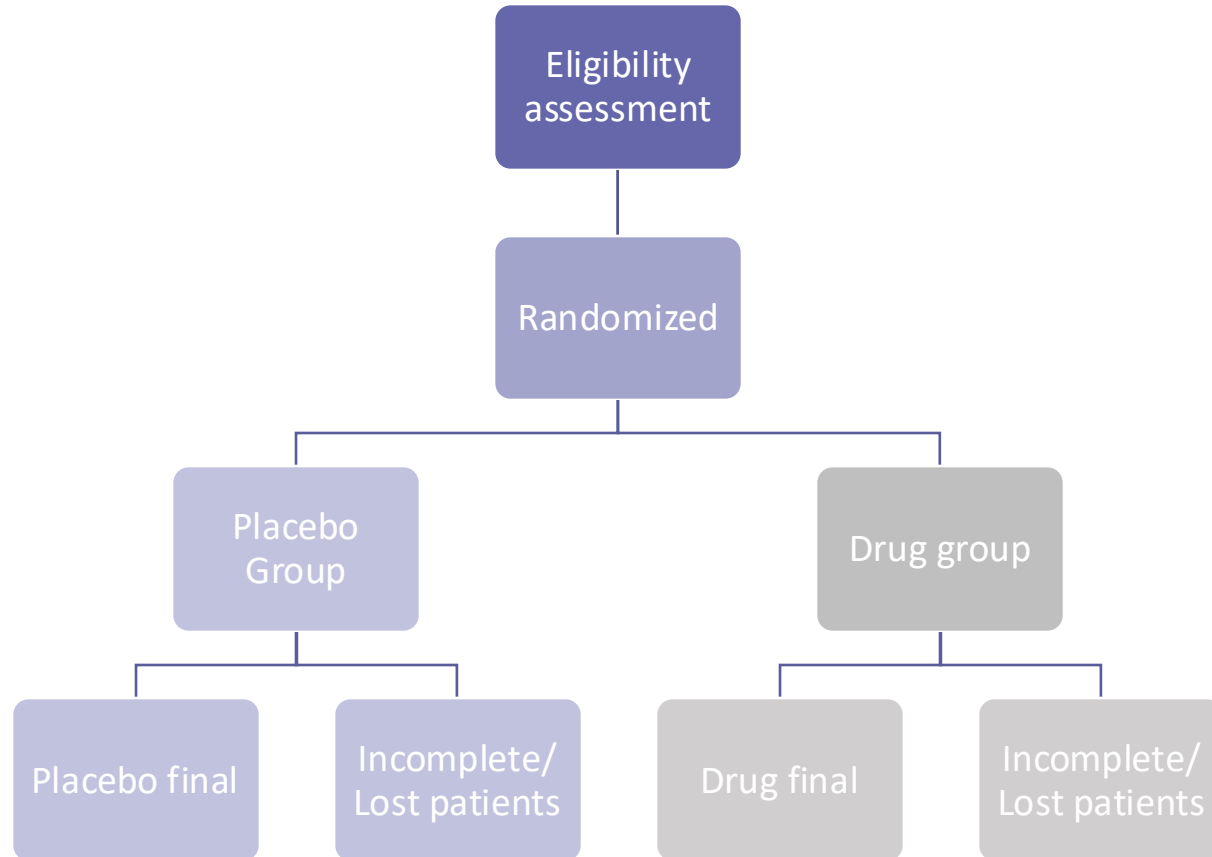 Eligibility
assessment
Randomized
Placebo
Group
Drug group
Placebo final
Incomplete/
Lost patients
Drug final
Incomplete/
Lost patients